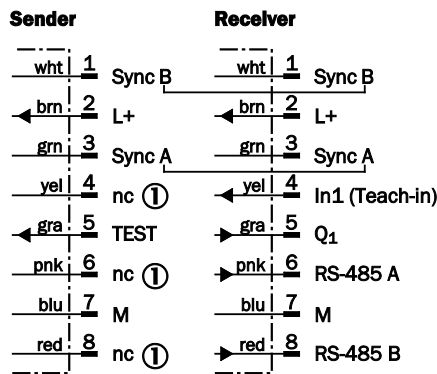 Sender Receiver
wht 1 Sync B wht 1 Sync B
brn 2 L+ brn 2 L+
grn 3 Sync A grn 3 Sync A
yel 4 nc ① yel 4 In1 (Teach-in)
gra 5 TEST gra 5 Q1
pnk 6 nc ① pnk 6 RS-485 A
blu 7 M blu 7 M
red 8 nc ① red 8 RS-485 B